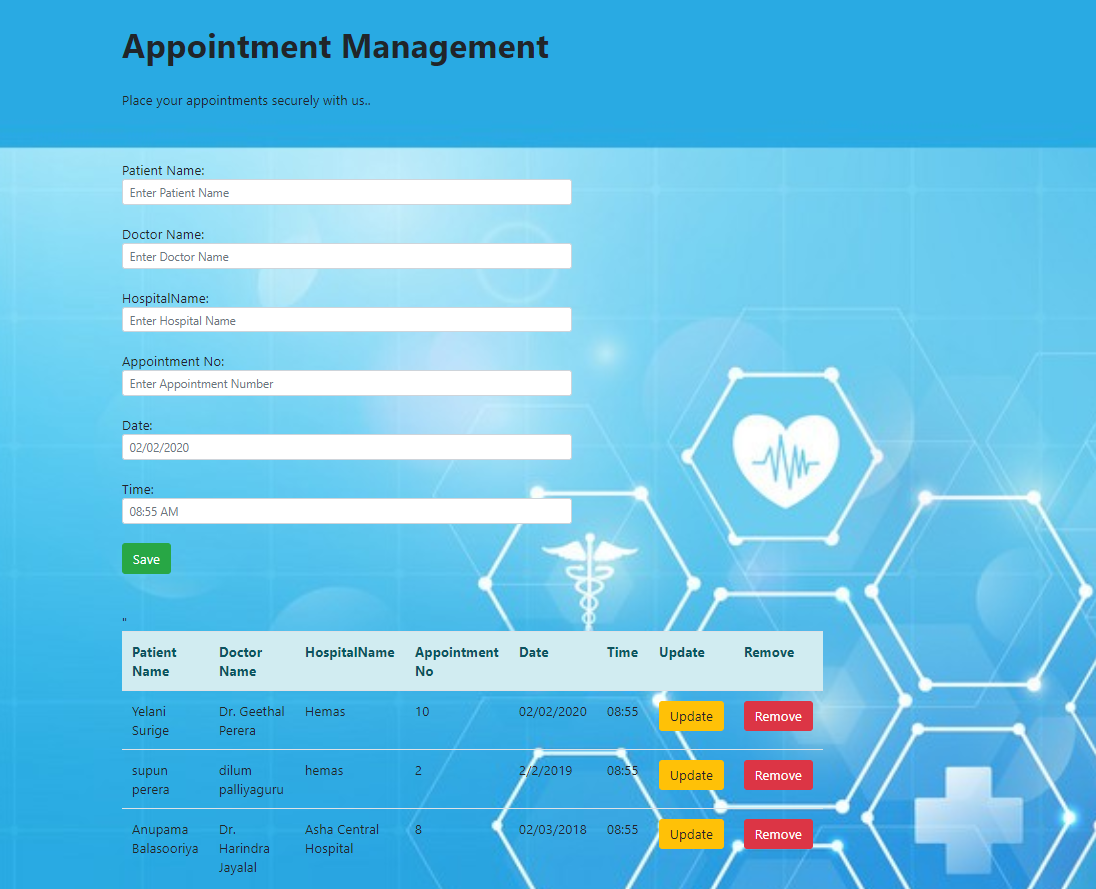 Appointment Management
Place your appointments securely with us..
Patient Name:
Enter Patient Name
Doctor Name:
Enter Doctor Name
HospitalName:
Enter Hospital Name
Appointment No:
Enter Appointment Number
Date:
02/02/2020
Time:
08:55 AM
Save
"
Patient Name Doctor Name HospitalName Appointment No Date Time Update Remove
Yelani Surige Dr. Geethal Perera Hemas 10 02/02/2020 08:55 Update Remove
supun perera dilum palliyaguru hemas 2 2/2/2019 08:55 Update Remove
Anupama Balasooriya Dr. Harindra Jayalal Asha Central Hospital 8 02/03/2018 08:55 Update Remove